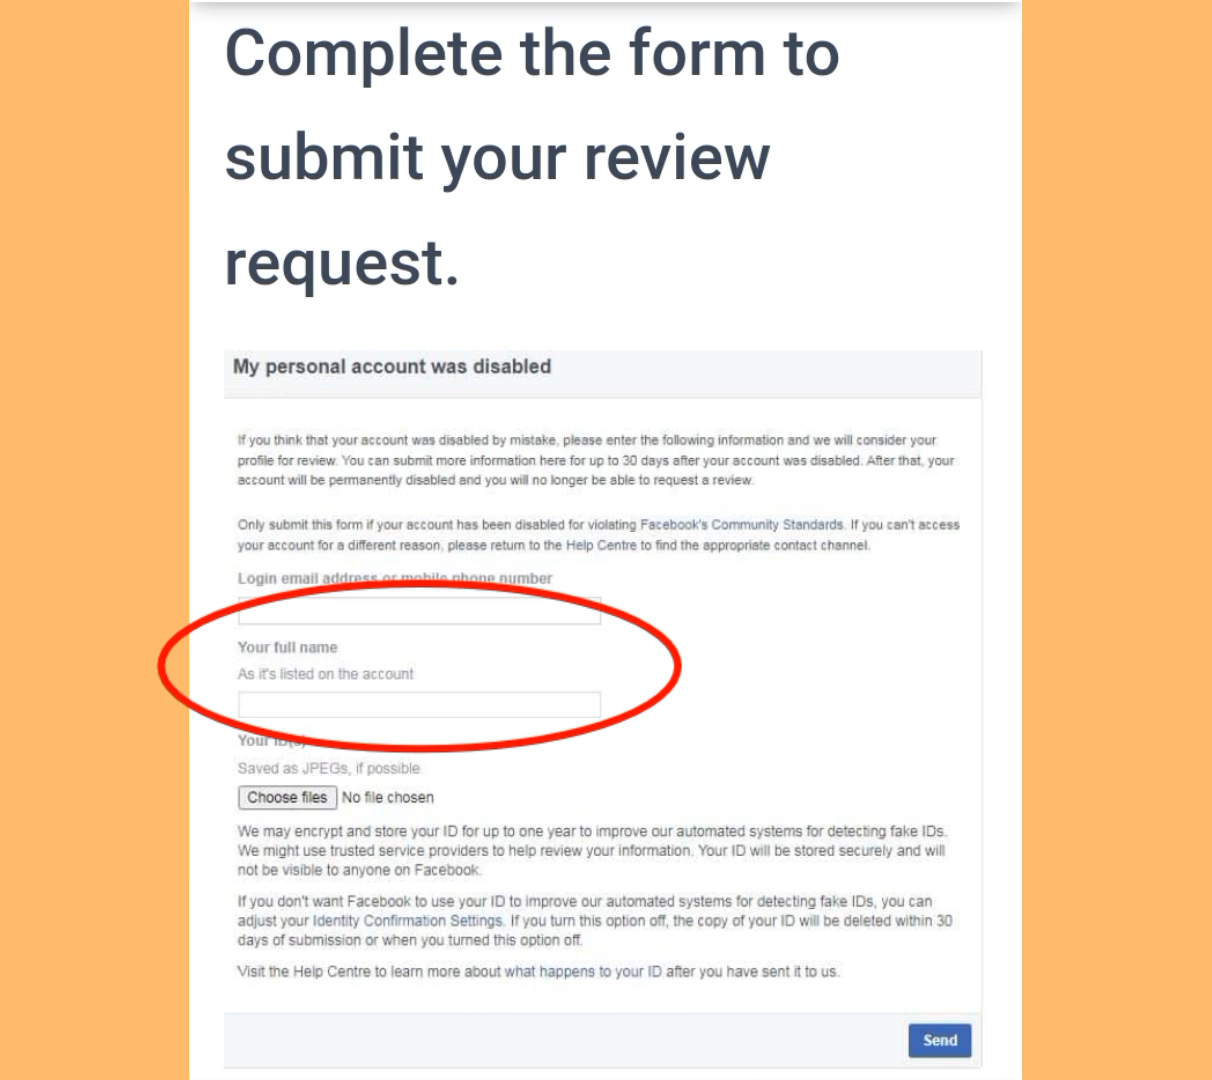 Complete the form to
submit your review
request.
My personal account was disabled
If you think that your account was disabled by mistake, please enter the following information and we will consider your
profile for review. You can submit more information here for up to 30 days after your account was disabled. After that, your
account will be permanently disabled and you will no longer be able to request a review.
Only submit this form if your account has been disabled for violating Facebook's Community Standards. If you can't access
your account for a different reason, please return to the Help Centre to find the appropriate contact channel.
Login email address or mobile phone number
Your full name
As it's listed on the account
Your ID(s)
Saved as JPEGs, if possible
Choose files No file chosen
We may encrypt and store your ID for up to one year to improve our automated systems for detecting fake IDs.
We might use trusted service providers to help review your information. Your ID will be stored securely and will
not be visible to anyone on Facebook.
If you don't want Facebook to use your ID to improve our automated systems for detecting fake IDs, you can
adjust your Identity Confirmation Settings. If you turn this option off, the copy of your ID will be deleted within 30
days of submission or when you turned this option off.
Visit the Help Centre to learn more about what happens to your ID after you have sent it to us.
Send